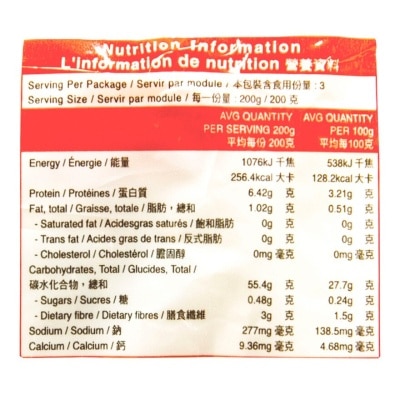 Nutrition Information
L'information de nutrition 營養資料
Serving Per Package / Servir par module / 本包裝含食用份量 : 3
Serving Size / Servir par module / 每一份量 : 200g / 200 克
AVG QUANTITY PER SERVING 200g 平均每份 200克
AVG QUANTITY PER 100g 平均每100克
Energy / Énergie / 能量 1076kJ 千焦 538kJ 千焦
256.4kcal 大卡 128.2kcal 大卡
Protein / Protéines / 蛋白質 6.42g 克 3.21g 克
Fat, total / Graisse, totale / 脂肪，總和 1.02g 克 0.51g 克
- Saturated fat / Acidesgras saturés / 飽和脂肪 0g 克 0g 克
- Trans fat / Acides gras de trans / 反式脂肪 0g 克 0g 克
- Cholesterol / Cholestérol / 膽固醇 0mg 毫克 0mg 毫克
Carbohydrates, Total / Glucides, Total /
碳水化合物，總和 55.4g 克 27.7g 克
- Sugars / Sucres / 糖 0.48g 克 0.24g 克
- Dietary fibre / Dietary fibres / 膳食纖維 3g 克 1.5g 克
Sodium / Sodium / 鈉 277mg 毫克 138.5mg 毫克
Calcium / Calcium / 鈣 9.36mg 毫克 4.68mg 毫克